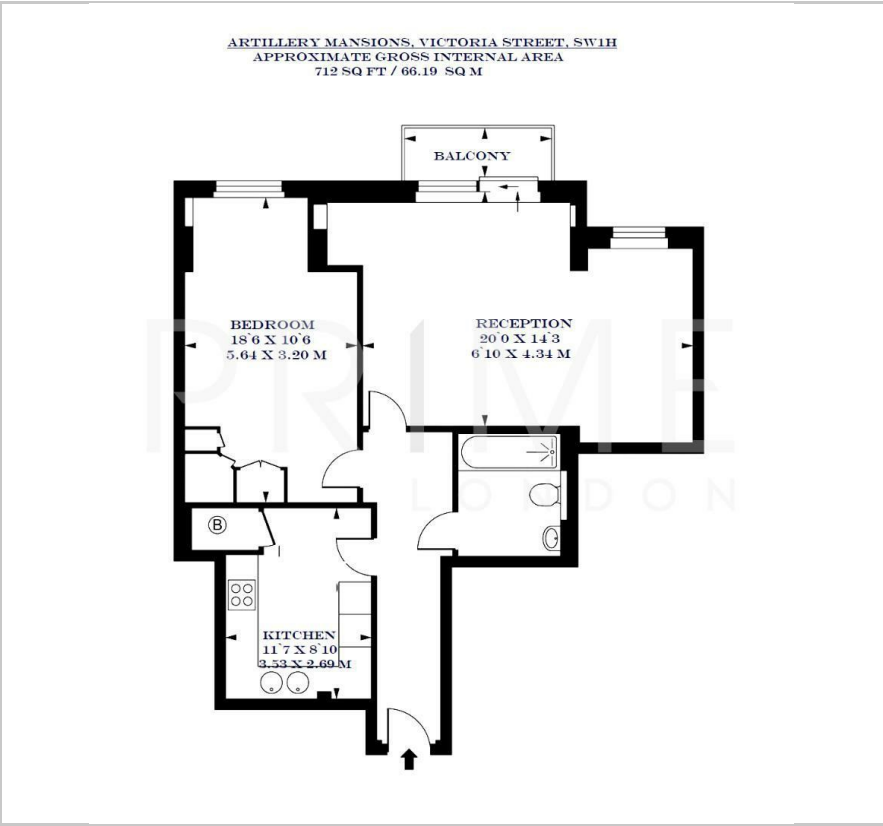 ARTILLERY MANSIONS, VICTORIA STREET, SW1H
APPROXIMATE GROSS INTERNAL AREA
712 SQ FT / 66.19 SQ M
BALCONY
BEDROOM
18`6 X 10`6
5.64 X 3.20 M
RECEPTION
20`0 X 14`3
6`10 X 4.34 M
PRIME
LONDON
B
KITCHEN
11`7 X 8`10
3.53 X 2.69 M